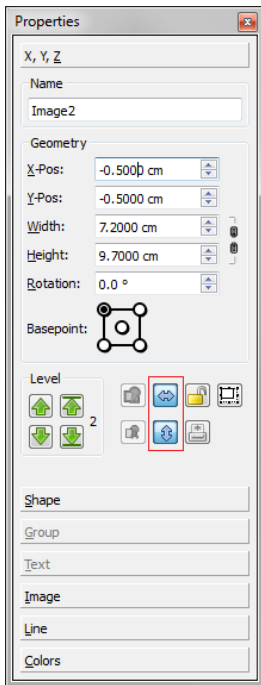 Properties
X, Y, Z
Name
Image2
Geometry
X-Pos: -0.5000 cm
Y-Pos: -0.5000 cm
Width: 7.2000 cm
Height: 9.7000 cm
Rotation: 0.0 °
Basepoint:
Level
2
Shape
Group
Text
Image
Line
Colors